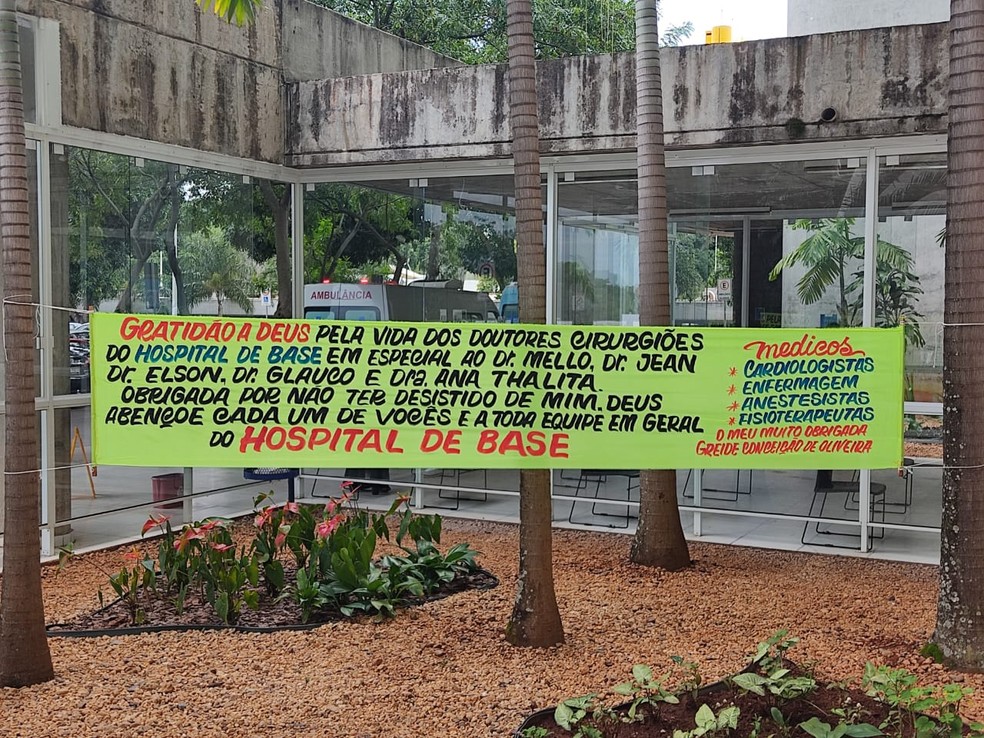 AMBULÂNCIA
GRATIDÃO A DEUS PELA VIDA DOS DOUTORES CIRURGIÕES
DO HOSPITAL DE BASE EM ESPECIAL AO Dr. MELLO, Dr. JEAN
Dr. ELSON, Dr. GLAUCO E Dra. ANA THALITA.
OBRIGADA POR NÃO TER DESISTIDO DE MIM. DEUS
ABENÇOE CADA UM DE VOCÊS E A TODA EQUIPE EM GERAL
DO HOSPITAL DE BASE
medicos
* CARDIOLOGISTAS
* ENFERMAGEM
* ANESTESISTAS
* FISIOTERAPEUTAS
O MEU MUITO OBRIGADA
GREIDE CONCEIÇÃO DE OLIVEIRA